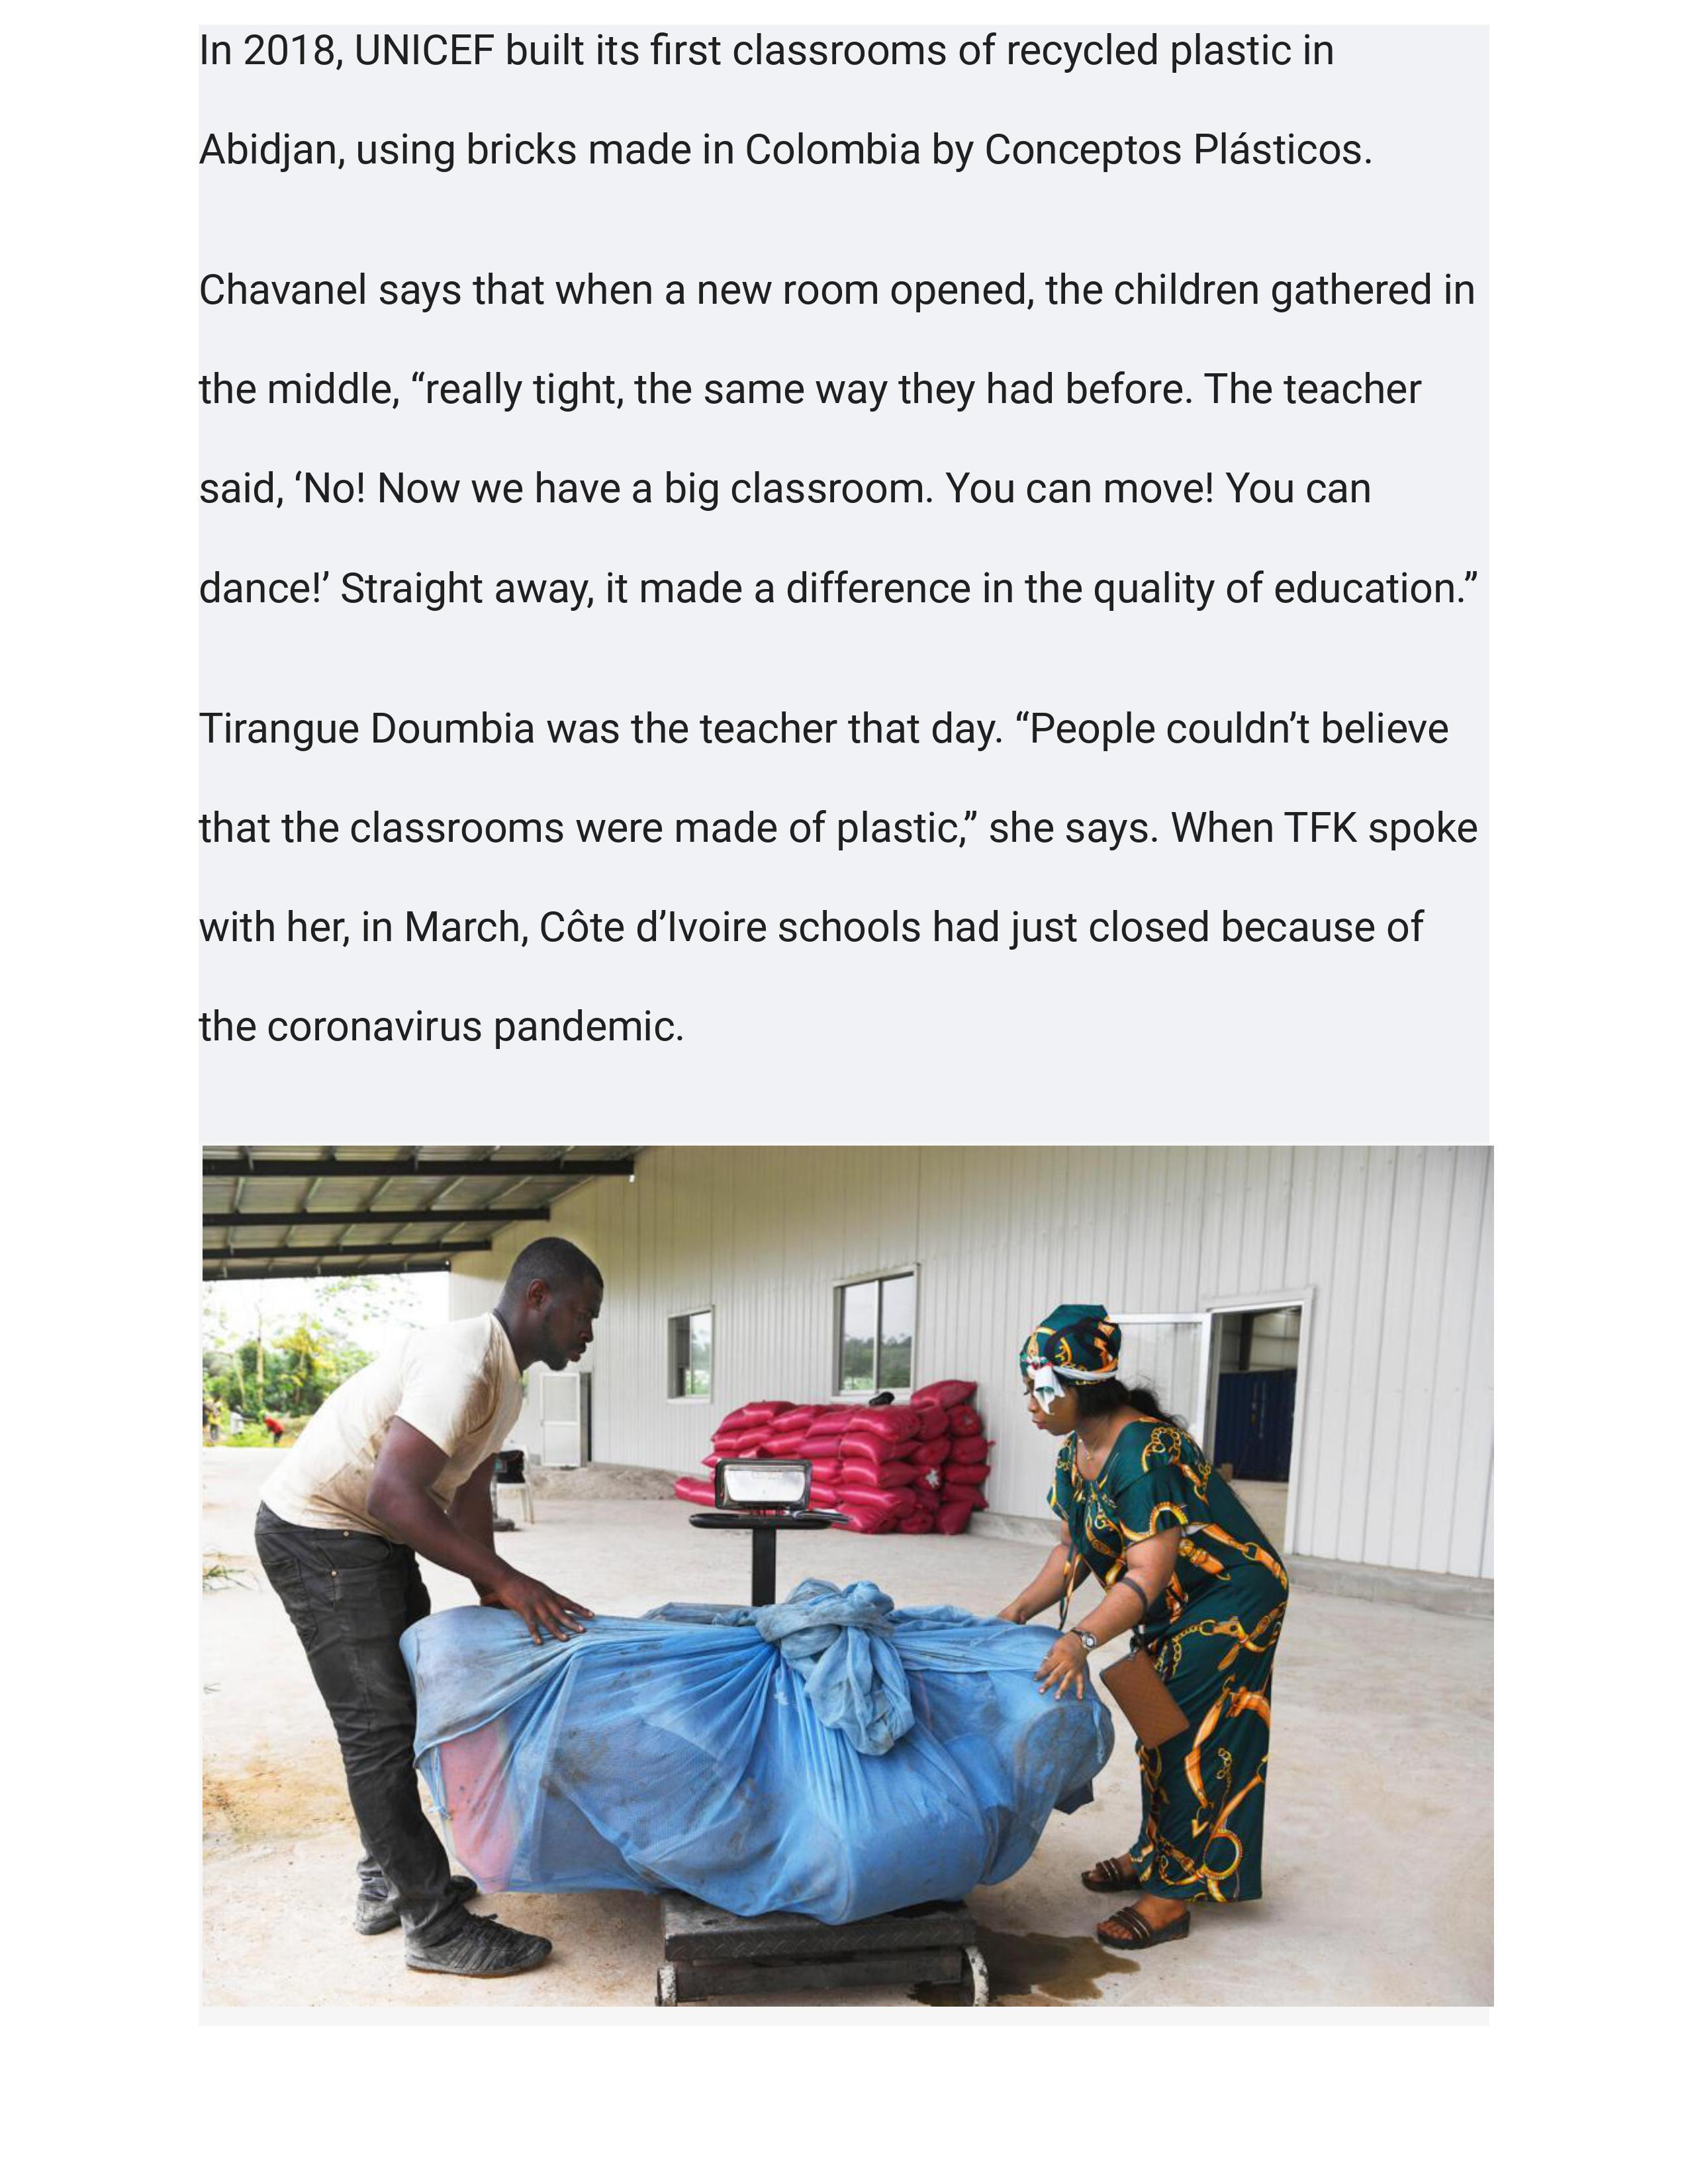 In 2018, UNICEF built its first classrooms of recycled plastic in
Abidjan, using bricks made in Colombia by Conceptos Plásticos.
Chavanel says that when a new room opened, the children gathered in
the middle, “really tight, the same way they had before. The teacher
said, ‘No! Now we have a big classroom. You can move! You can
dance!’ Straight away, it made a difference in the quality of education.”
Tirangue Doumbia was the teacher that day. “People couldn’t believe
that the classrooms were made of plastic,” she says. When TFK spoke
with her, in March, Côte d’Ivoire schools had just closed because of
the coronavirus pandemic.